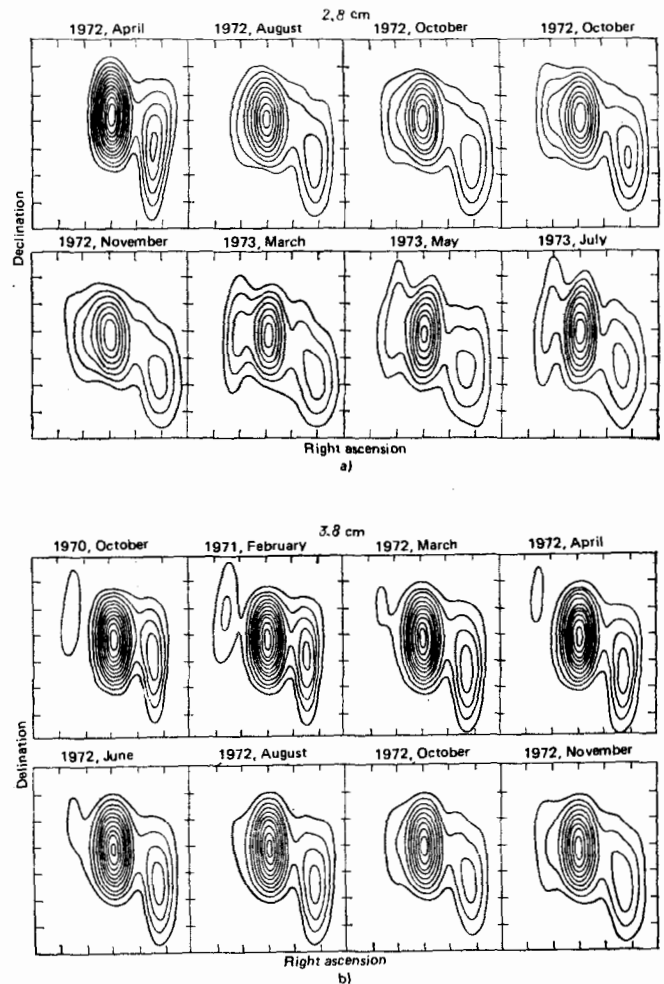 2,8 cm
1972, April 1972, August 1972, October 1972, October
Declination
1972, November 1973, March 1973, May 1973, July
Right ascension
a)
3.8 cm
1970, October 1971, February 1972, March 1972, April
Delination
1972, June 1972, August 1972, October 1972, November
Right ascension
b)